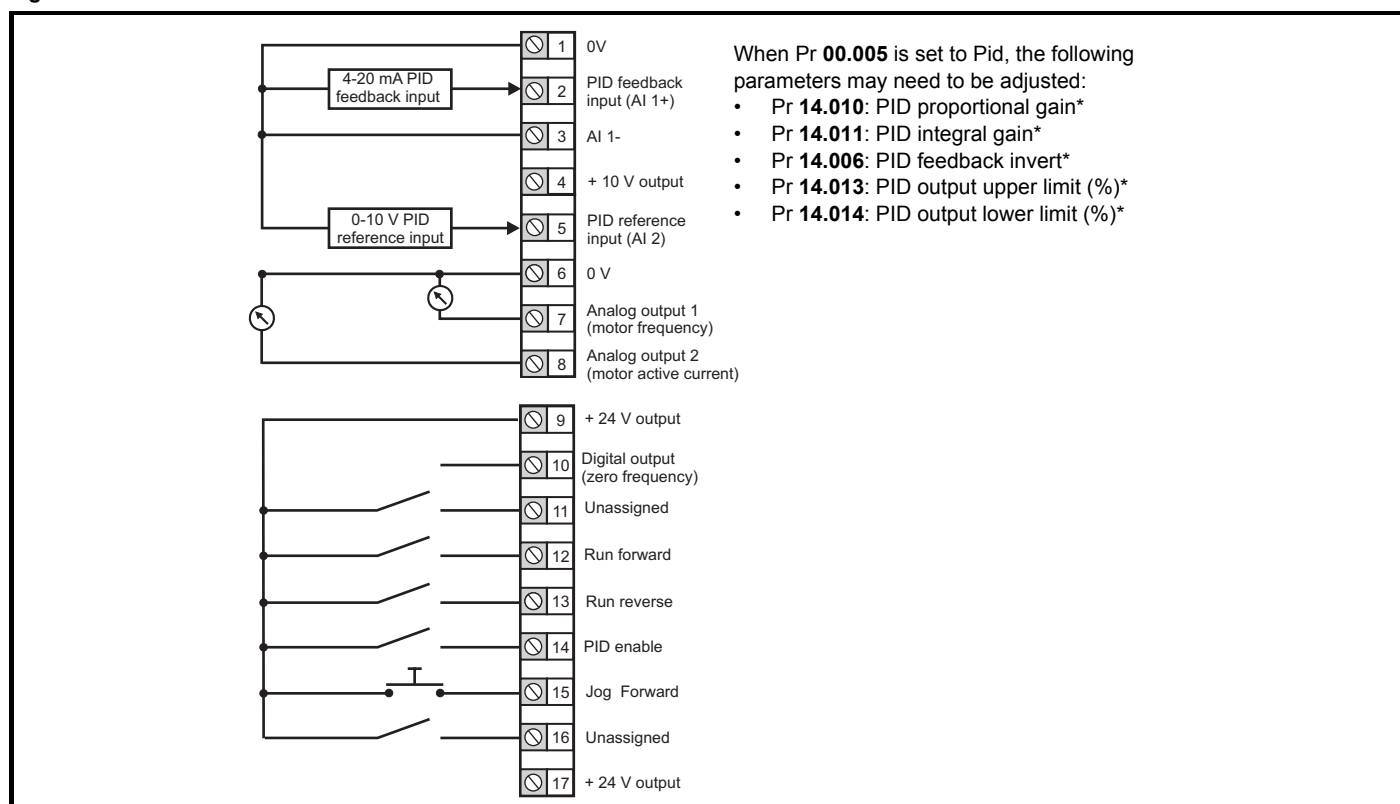 1 0V
4-20 mA PID
feedback input
2 PID feedback
input (AI 1+)
3 AI 1-
4 + 10 V output
0-10 V PID
reference input
5 PID reference
input (AI 2)
6 0 V
7 Analog output 1
(motor frequency)
8 Analog output 2
(motor active current)
9 + 24 V output
10 Digital output
(zero frequency)
11 Unassigned
12 Run forward
13 Run reverse
14 PID enable
15 Jog Forward
16 Unassigned
17 + 24 V output
When Pr 00.005 is set to Pid, the following
parameters may need to be adjusted:
• Pr 14.010: PID proportional gain*
• Pr 14.011: PID integral gain*
• Pr 14.006: PID feedback invert*
• Pr 14.013: PID output upper limit (%)*
• Pr 14.014: PID output lower limit (%)*